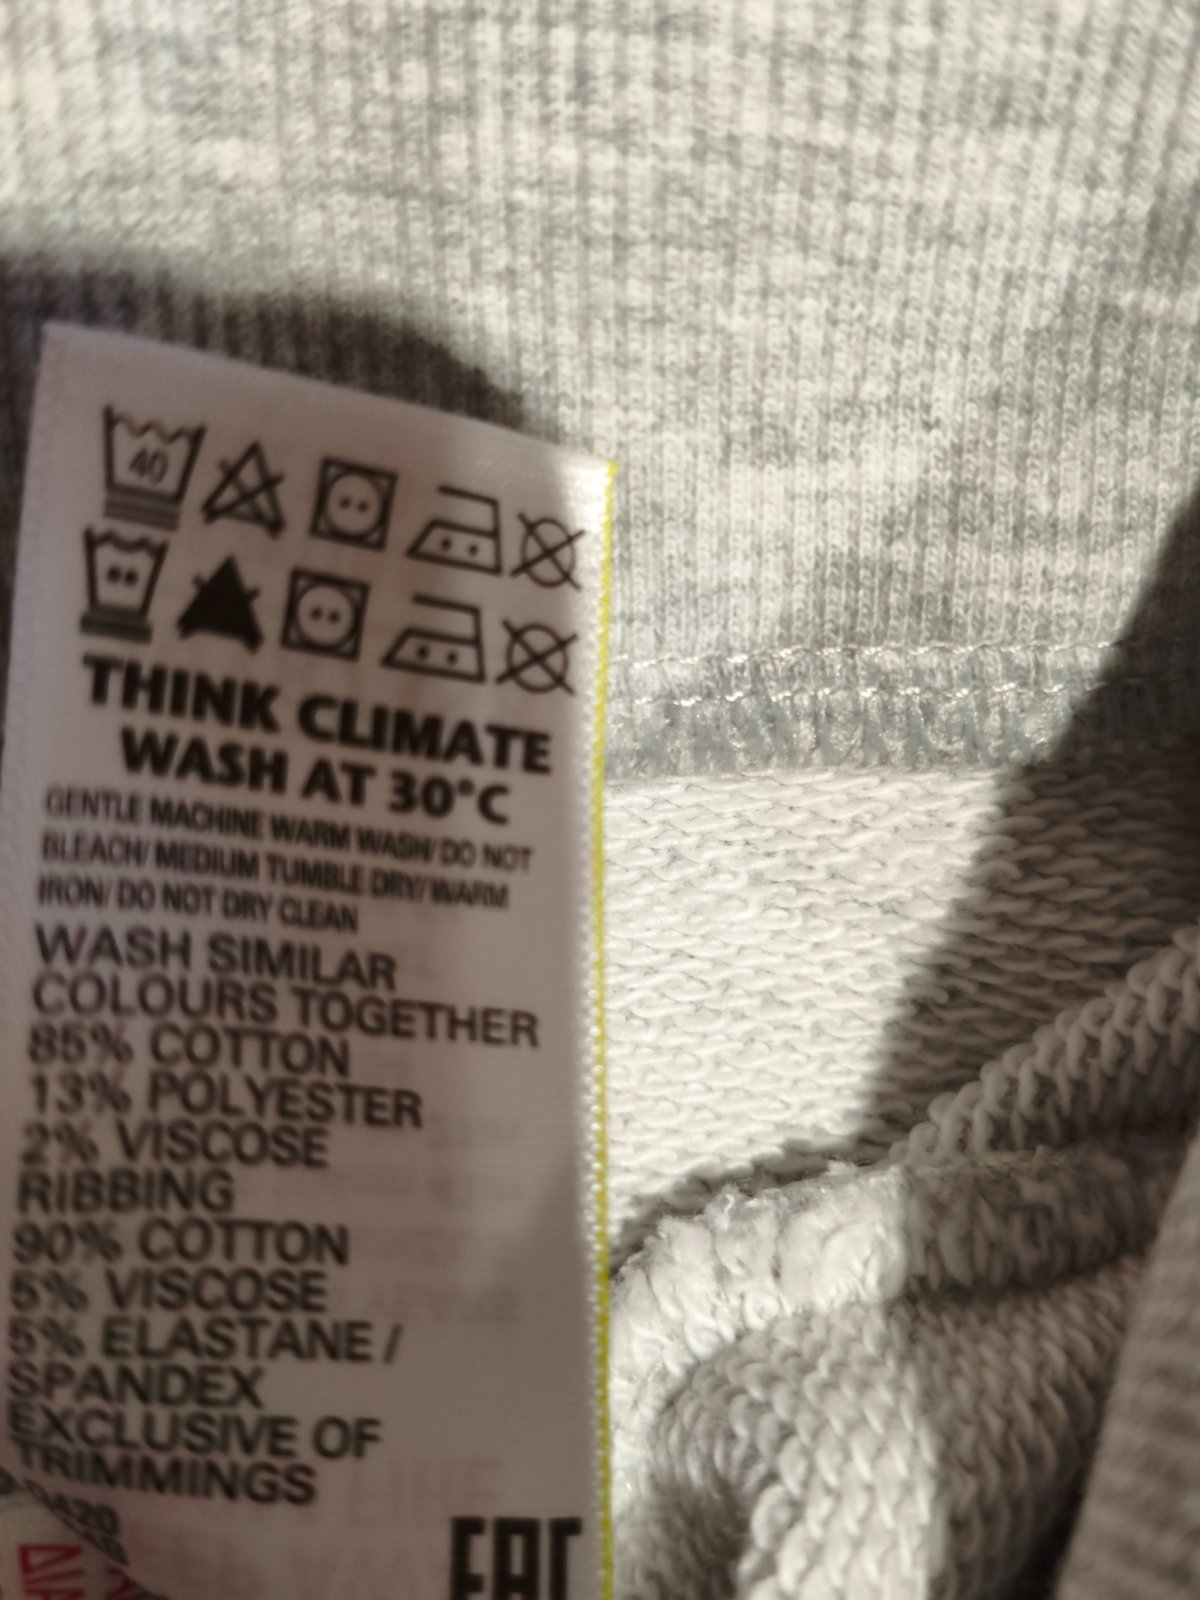 40
THINK CLIMATE
WASH AT 30°C
GENTLE MACHINE WARM WASH/ DO NOT
BLEACH/ MEDIUM TUMBLE DRY/ WARM
IRON/ DO NOT DRY CLEAN
WASH SIMILAR
COLOURS TOGETHER
85% COTTON
13% POLYESTER
2% VISCOSE
RIBBING
90% COTTON
5% VISCOSE
5% ELASTANE /
SPANDEX
EXCLUSIVE OF
TRIMMINGS
EAC